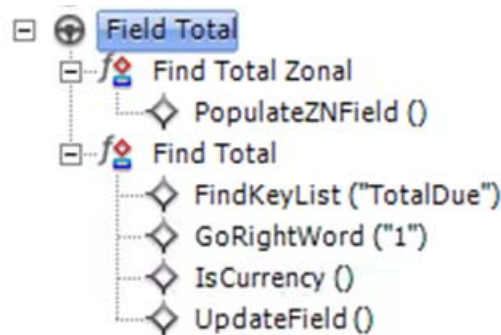 Field Total
Find Total Zonal
PopulateZNField ()
Find Total
FindKeyList ("TotalDue")
GoRightWord ("1")
IsCurrency ()
UpdateField ()